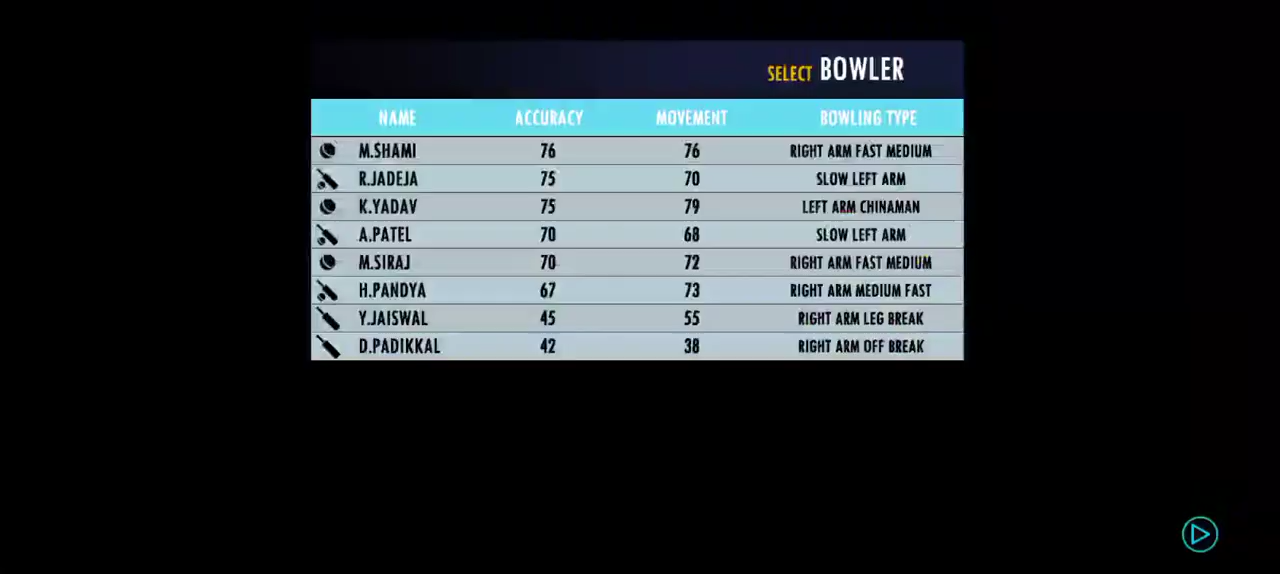 SELECT BOWLER
NAME ACCURACY MOVEMENT BOWLING TYPE
M.SHAMI 76 76 RIGHT ARM FAST MEDIUM
R.JADEJA 75 70 SLOW LEFT ARM
K.YADAV 75 79 LEFT ARM CHINAMAN
A.PATEL 70 68 SLOW LEFT ARM
M.SIRAJ 70 72 RIGHT ARM FAST MEDIUM
H.PANDYA 67 73 RIGHT ARM MEDIUM FAST
Y.JAISWAL 45 55 RIGHT ARM LEG BREAK
D.PADIKKAL 42 38 RIGHT ARM OFF BREAK